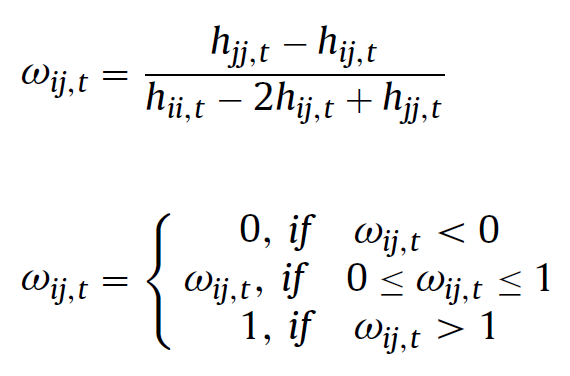 ω_{ij,t} = \frac{h_{jj,t} − h_{ij,t}}{h_{ii,t} − 2h_{ij,t} + h_{jj,t}}
ω_{ij,t} = {
0, if ω_{ij,t} < 0
ω_{ij,t}, if 0 ≤ ω_{ij,t} ≤ 1
1, if ω_{ij,t} > 1